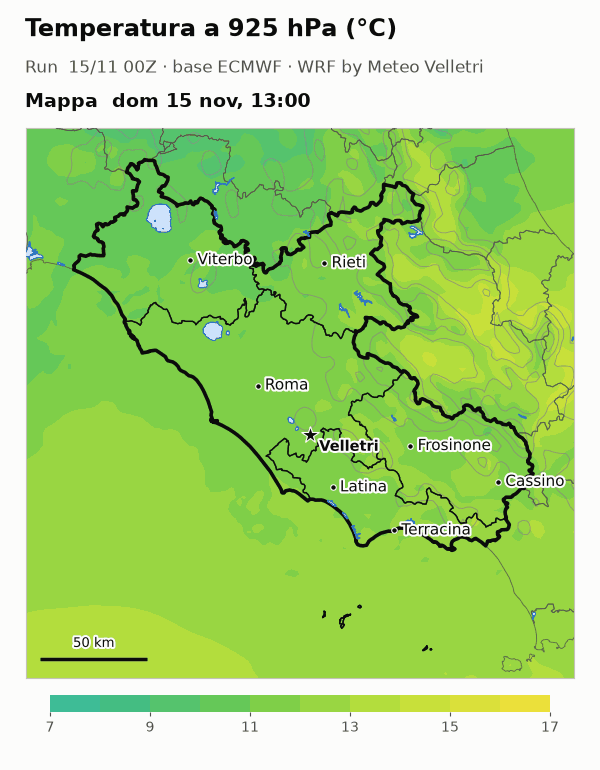 Temperatura a 925 hPa (°C)
Run  15/11 00Z · base ECMWF · WRF by Meteo Velletri
Mappa  dom 15 nov, 13:00
Viterbo
Rieti
Roma
Velletri
Frosinone
Cassino
Latina
Terracina
50 km
7 9 11 13 15 17